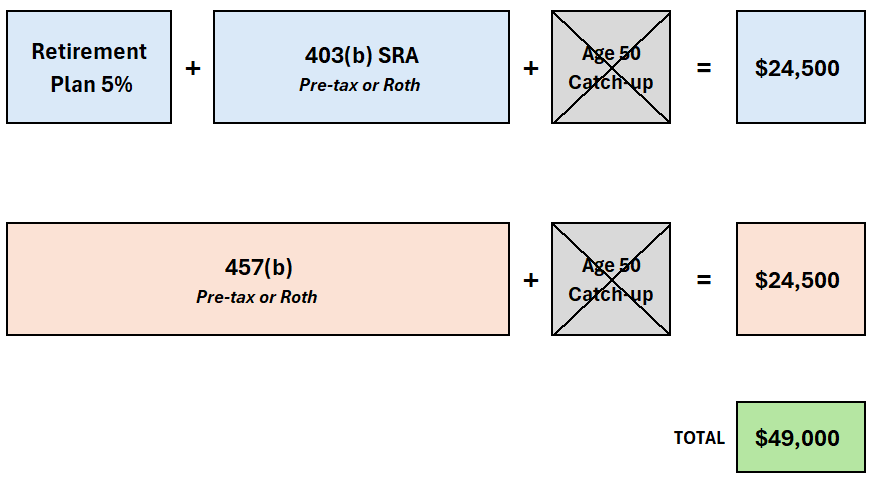 Retirement
Plan 5%
+
403(b) SRA
Pre-tax or Roth
+
Age 50
Catch-up
=
$24,500
457(b)
Pre-tax or Roth
+
Age 50
Catch-up
=
$24,500
TOTAL
$49,000